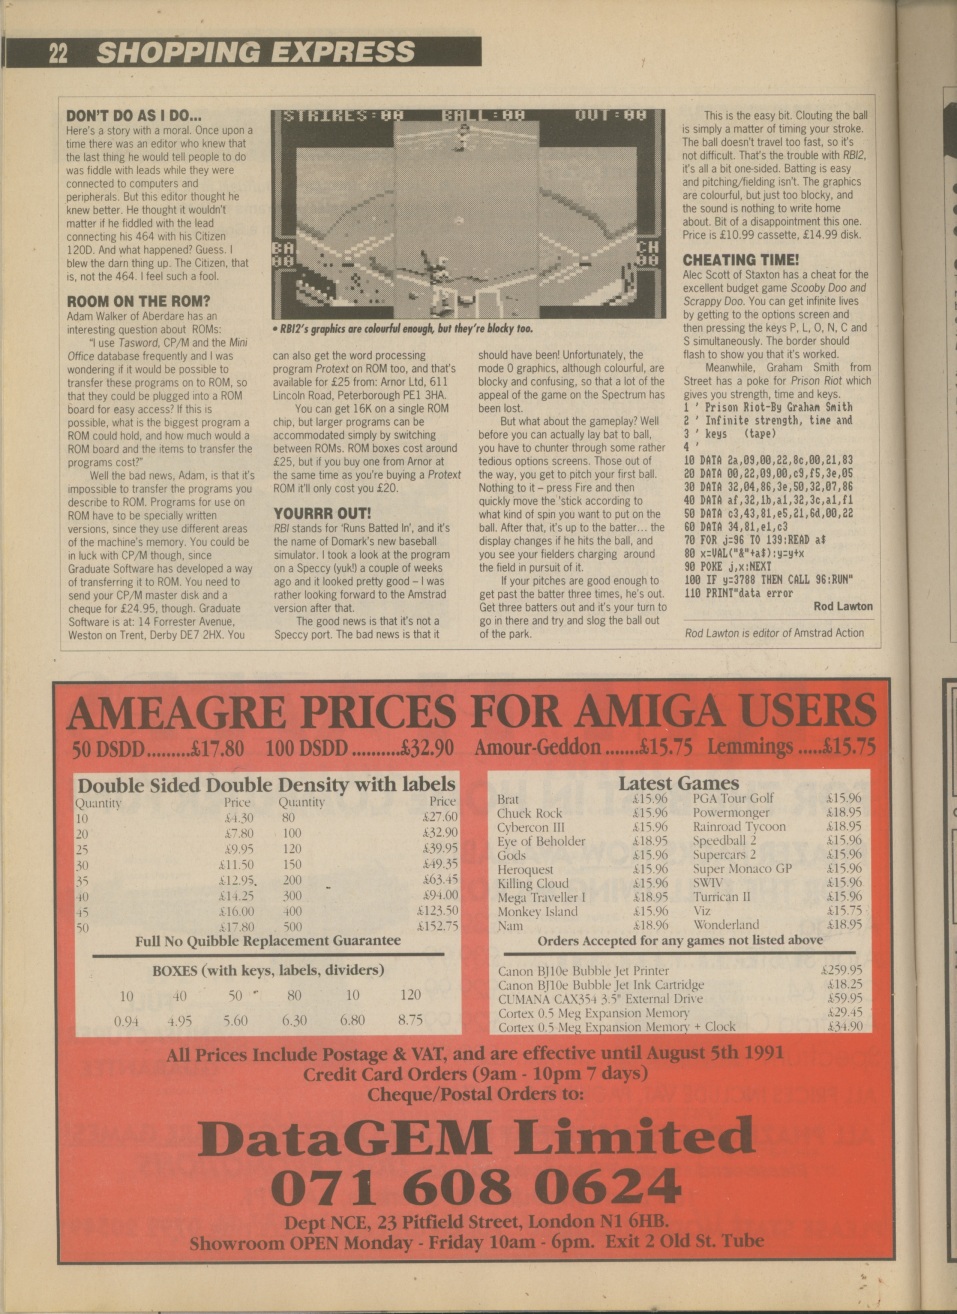 22 SHOPPING EXPRESS
DON'T DO AS I DO...
Here's a story with a moral. Once upon a
time there was an editor who knew that
the last thing he would tell people to do
was fiddle with leads while they were
connected to computers and
peripherals. But this editor thought he
knew better. He thought it wouldn't
matter if he fiddled with the lead
connecting his 464 with his Citizen
120D. And what happened? Guess. I
blew the darn thing up. The Citizen, that
is, not the 464. I feel such a fool.
ROOM ON THE ROM?
Adam Walker of Aberdare has an
interesting question about ROMs:
"I use Tasword, CP/M and the Mini
Office database frequently and I was
wondering if it would be possible to
transfer these programs on to ROM, so
that they could be plugged into a ROM
board for easy access? If this is
possible, what is the biggest program a
ROM could hold, and how much would a
ROM board and the items to transfer the
programs cost?"
Well the bad news, Adam, is that it's
impossible to transfer the programs you
describe to ROM. Programs for use on
ROM have to be specially written
versions, since they use different areas
of the machine's memory. You could be
in luck with CP/M though, since
Graduate Software has developed a way
of transferring it to ROM. You need to
send your CP/M master disk and a
cheque for £24.95, though. Graduate
Software is at: 14 Forrester Avenue,
Weston on Trent, Derby DE7 2HX. You
STRIKES:00 BALL:00 OUT:00
BA
00
CH
00
• RBI2's graphics are colourful enough, but they're blocky too.
can also get the word processing
program Protext on ROM too, and that's
available for £25 from: Arnor Ltd, 611
Lincoln Road, Peterborough PE1 3HA.
You can get 16K on a single ROM
chip, but larger programs can be
accommodated simply by switching
between ROMs. ROM boxes cost around
£25, but if you buy one from Arnor at
the same time as you're buying a Protext
ROM it'll only cost you £20.
YOURRR OUT!
RBI stands for 'Runs Batted In', and it's
the name of Domark's new baseball
simulator. I took a look at the program
on a Speccy (yuk!) a couple of weeks
ago and it looked pretty good – I was
rather looking forward to the Amstrad
version after that.
The good news is that it's not a
Speccy port. The bad news is that it
should have been! Unfortunately, the
mode 0 graphics, although colourful, are
blocky and confusing, so that a lot of the
appeal of the game on the Spectrum has
been lost.
But what about the gameplay? Well
before you can actually lay bat to ball,
you have to chunter through some rather
tedious options screens. Those out of
the way, you get to pitch your first ball.
Nothing to it – press Fire and then
quickly move the 'stick according to
what kind of spin you want to put on the
ball. After that, it's up to the batter... the
display changes if he hits the ball, and
you see your fielders charging around
the field in pursuit of it.
If your pitches are good enough to
get past the batter three times, he's out.
Get three batters out and it's your turn to
go in there and try and slog the ball out
of the park.
This is the easy bit. Clouting the ball
is simply a matter of timing your stroke.
The ball doesn't travel too fast, so it's
not difficult. That's the trouble with RBI2,
it's all a bit one-sided. Batting is easy
and pitching/fielding isn't. The graphics
are colourful, but just too blocky, and
the sound is nothing to write home
about. Bit of a disappointment this one.
Price is £10.99 cassette, £14.99 disk.
CHEATING TIME!
Alec Scott of Staxton has a cheat for the
excellent budget game Scooby Doo and
Scrappy Doo. You can get infinite lives
by getting to the options screen and
then pressing the keys P, L, O, N, C and
S simultaneously. The border should
flash to show you that it's worked.
Meanwhile, Graham Smith from
Street has a poke for Prison Riot which
gives you strength, time and keys.
1 ' Prison Riot-By Graham Smith
2 ' Infinite strength, time and
3 ' keys (tape)
4 '
10 DATA 2a,09,00,22,8c,00,21,83
20 DATA 00,22,09,00,c9,f5,3e,05
30 DATA 32,04,86,3e,50,32,07,86
40 DATA af,32,1b,a1,32,3c,a1,f1
50 DATA c3,43,81,e5,21,6d,00,22
60 DATA 34,81,e1,c3
70 FOR j=96 TO 139:READ a$
80 x=VAL("&"+a$):y=y+x
90 POKE j,x:NEXT
100 IF y=3788 THEN CALL 96:RUN"
110 PRINT"data error
Rod Lawton
Rod Lawton is editor of Amstrad Action
AMEAGRE PRICES FOR AMIGA USERS
50 DSDD.........£17.80 100 DSDD ..........£32.90 Amour-Geddon .......£15.75 Lemmings .....£15.75
Double Sided Double Density with labels
Quantity Price Quantity Price
10 £4.30 80 £27.60
20 £7.80 100 £32.90
25 £9.95 120 £39.95
30 £11.50 150 £49.35
35 £12.95 200 £63.45
40 £14.25 300 £94.00
45 £16.00 400 £123.50
50 £17.80 500 £152.75
Full No Quibble Replacement Guarantee
BOXES (with keys, labels, dividers)
10 40 50 80 10 120
0.94 4.95 5.60 6.30 6.80 8.75
Latest Games
Brat £15.96 PGA Tour Golf £15.96
Chuck Rock £15.96 Powermonger £18.95
Cybercon III £15.96 Rainroad Tycoon £18.95
Eye of Beholder £18.95 Speedball 2 £15.96
Gods £15.96 Supercars 2 £15.96
Heroquest £15.96 Super Monaco GP £15.96
Killing Cloud £15.96 SWIV £15.96
Mega Traveller I £18.95 Turrican II £15.96
Monkey Island £15.96 Viz £15.75
Nam £18.96 Wonderland £18.95
Orders Accepted for any games not listed above
Canon BJ10e Bubble Jet Printer £259.95
Canon BJ10e Bubble Jet Ink Cartridge £18.25
CUMANA CAX354 3.5" External Drive £59.95
Cortex 0.5 Meg Expansion Memory £29.45
Cortex 0.5 Meg Expansion Memory + Clock £34.90
All Prices Include Postage & VAT, and are effective until August 5th 1991
Credit Card Orders (9am - 10pm 7 days)
Cheque/Postal Orders to:
DataGEM Limited
071 608 0624
Dept NCE, 23 Pitfield Street, London N1 6HB.
Showroom OPEN Monday - Friday 10am - 6pm. Exit 2 Old St. Tube